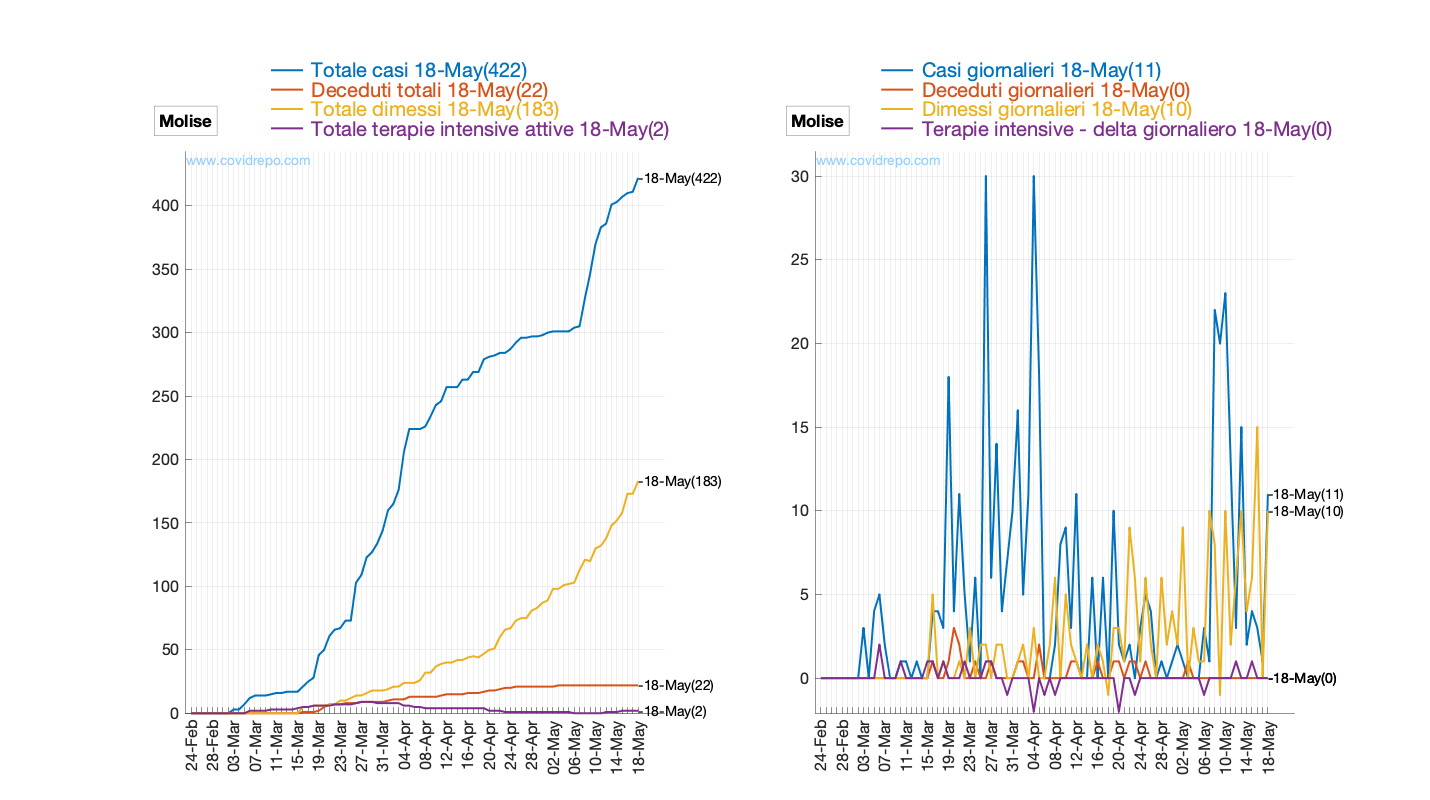 Totale casi 18-May(422)
Deceduti totali 18-May(22)
Totale dimessi 18-May(183)
Totale terapie intensive attive 18-May(2)
Molise
www.covidrepo.com
18-May(422)
18-May(183)
18-May(22)
18-May(2)
400
350
300
250
200
150
100
50
0
24-Feb
28-Feb
03-Mar
07-Mar
11-Mar
15-Mar
19-Mar
23-Mar
27-Mar
31-Mar
04-Apr
08-Apr
12-Apr
16-Apr
20-Apr
24-Apr
28-Apr
02-May
06-May
10-May
14-May
18-May
Casi giornalieri 18-May(11)
Deceduti giornalieri 18-May(0)
Dimessi giornalieri 18-May(10)
Terapie intensive - delta giornaliero 18-May(0)
Molise
www.covidrepo.com
18-May(11)
18-May(10)
18-May(0)
30
25
20
15
10
5
0
24-Feb
28-Feb
03-Mar
07-Mar
11-Mar
15-Mar
19-Mar
23-Mar
27-Mar
31-Mar
04-Apr
08-Apr
12-Apr
16-Apr
20-Apr
24-Apr
28-Apr
02-May
06-May
10-May
14-May
18-May